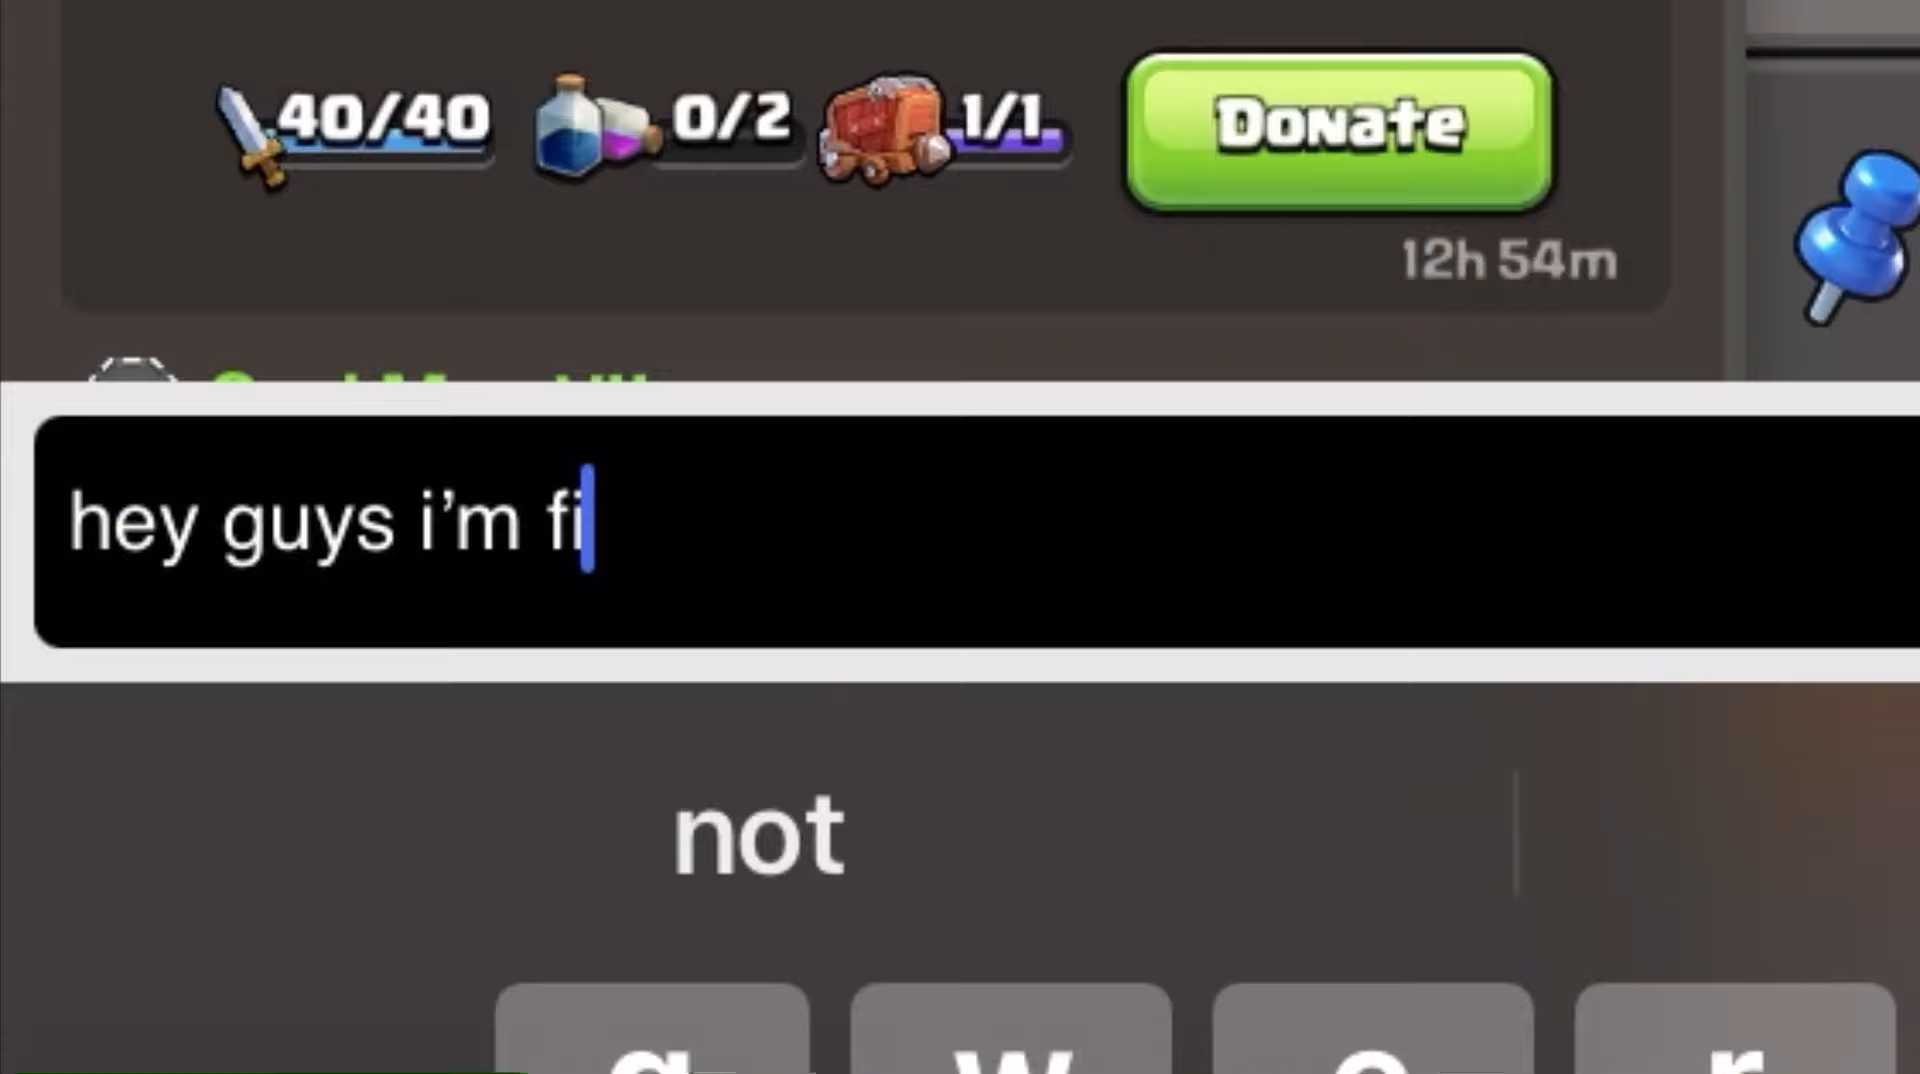 40/40 0/2 1/1 Donate
12h 54m
hey guys i’m fi
not
q w e r